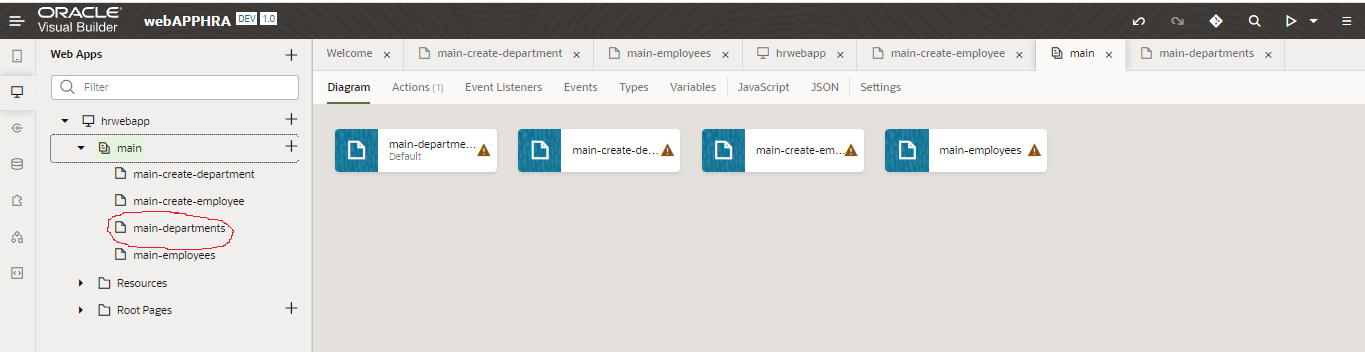 ORACLE
Visual Builder
webAPPHRA DEV 1.0
Web Apps
Filter
hrwebapp
main
main-create-department
main-create-employee
main-departments
main-employees
Resources
Root Pages
Welcome main-create-department main-employees hrwebapp main-create-employee main main-departments
Diagram Actions (1) Event Listeners Events Types Variables JavaScript JSON Settings
main-departme... main-create-de... main-create-em... main-employees
Default